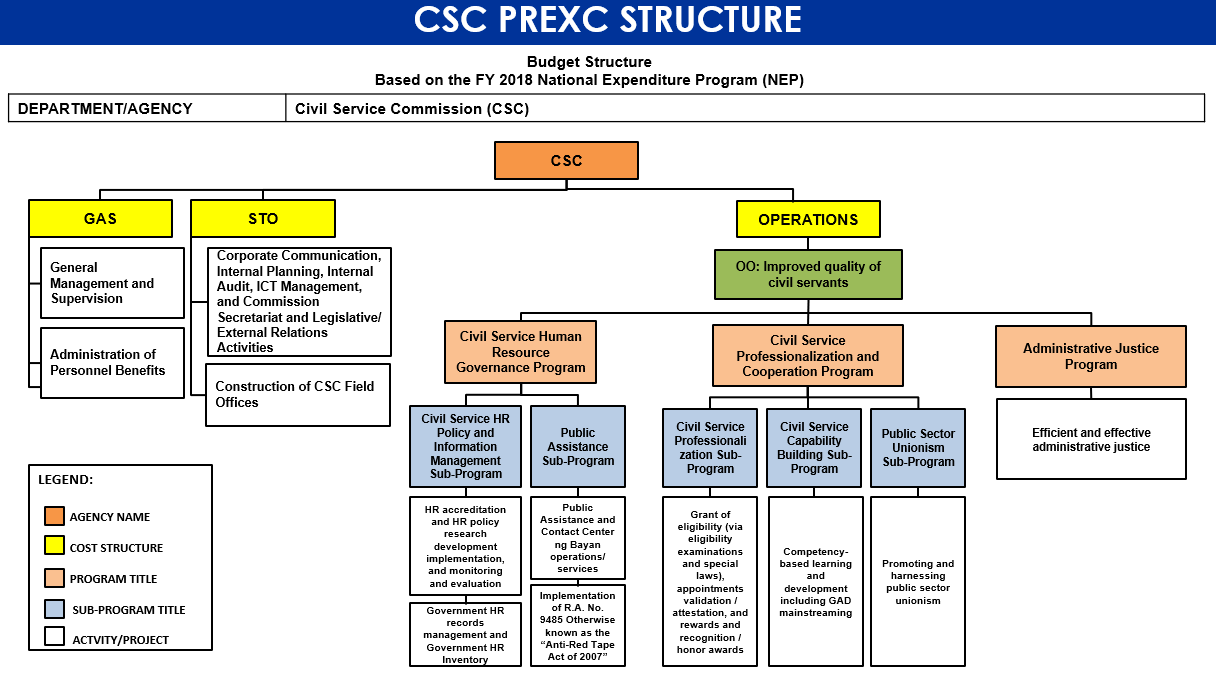 CSC PREXC STRUCTURE
Budget Structure
Based on the FY 2018 National Expenditure Program (NEP)
DEPARTMENT/AGENCY
Civil Service Commission (CSC)
CSC
GAS
STO
OPERATIONS
General
Management and
Supervision
Administration of
Personnel Benefits
Corporate Communication,
Internal Planning, Internal
Audit, ICT Management,
and Commission
Secretariat and Legislative/
External Relations
Activities
Construction of CSC Field
Offices
OO: Improved quality of
civil servants
Civil Service Human
Resource
Governance Program
Civil Service
Professionalization and
Cooperation Program
Administrative Justice
Program
Civil Service HR
Policy and
Information
Management
Sub-Program
Public
Assistance
Sub-Program
Civil Service
Professionali
zation Sub-
Program
Civil Service
Capability
Building Sub-
Program
Public Sector
Unionism
Sub-Program
Efficient and effective
administrative justice
HR accreditation
and HR policy
research
development
implementation,
and monitoring
and evaluation
Government HR
records
management and
Government HR
Inventory
Public
Assistance and
Contact Center
ng Bayan
operations/
services
Implementation
of R.A. No.
9485 Otherwise
known as the
“Anti-Red Tape
Act of 2007”
Grant of
eligibility (via
eligibility
examinations
and special
laws),
appointments
validation /
attestation, and
rewards and
recognition /
honor awards
Competency-
based learning
and
development
including GAD
mainstreaming
Promoting and
harnessing
public sector
unionism
LEGEND:
AGENCY NAME
COST STRUCTURE
PROGRAM TITLE
SUB-PROGRAM TITLE
ACTVITY/PROJECT